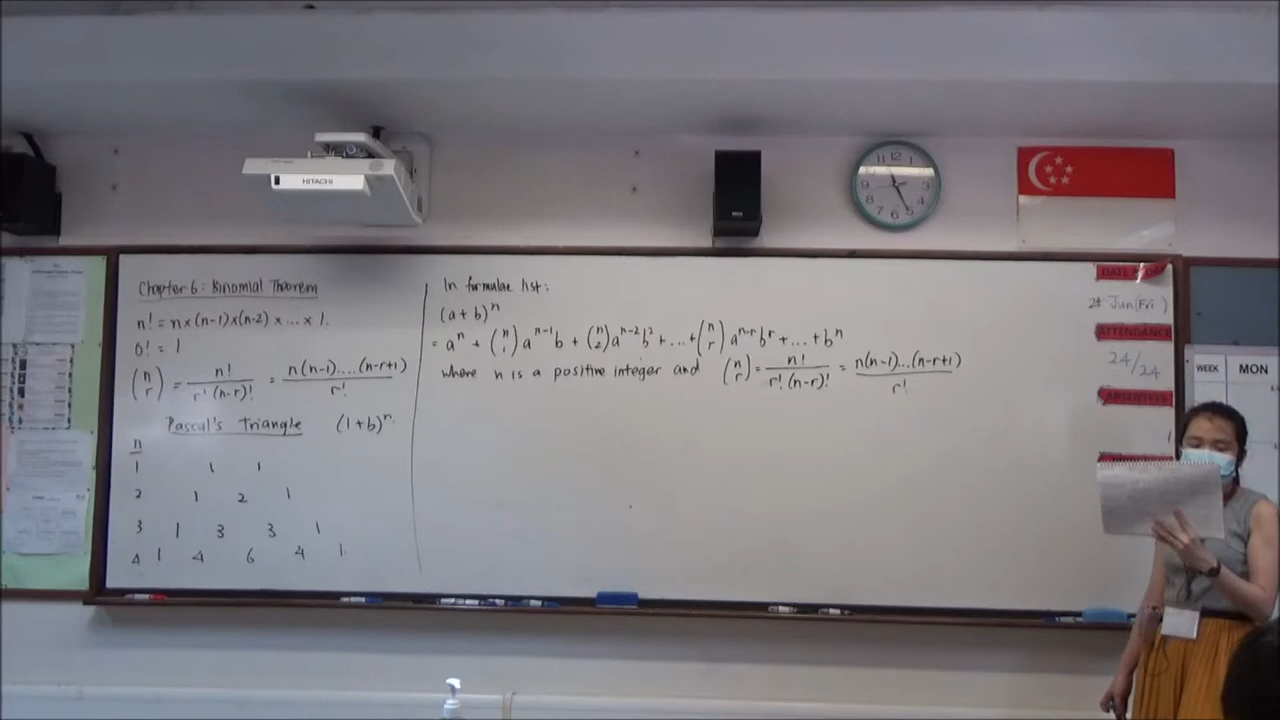 HITACHI
Chapter 6: Binomial Theorem
n! = n×(n-1)×(n-2) × ... × 1.
0! = 1
(n r) = n! / r!(n-r)! = n(n-1)....(n-r+1) / r!
Pascal's Triangle (1+b)^n.
n
1 1 1
2 1 2 1
3 1 3 3 1
4 1 4 6 4 1
In formulae list:
(a+b)^n
= a^n + (n 1) a^(n-1) b + (n 2) a^(n-2) b^2 + ... + (n r) a^(n-r) b^r + ... + b^n
where n is a positive integer and (n r) = n! / r!(n-r)! = n(n-1)...(n-r+1) / r!
Jun (Fri)
ATTENDANCE
24/24
ABSENTEES
WEEK MON